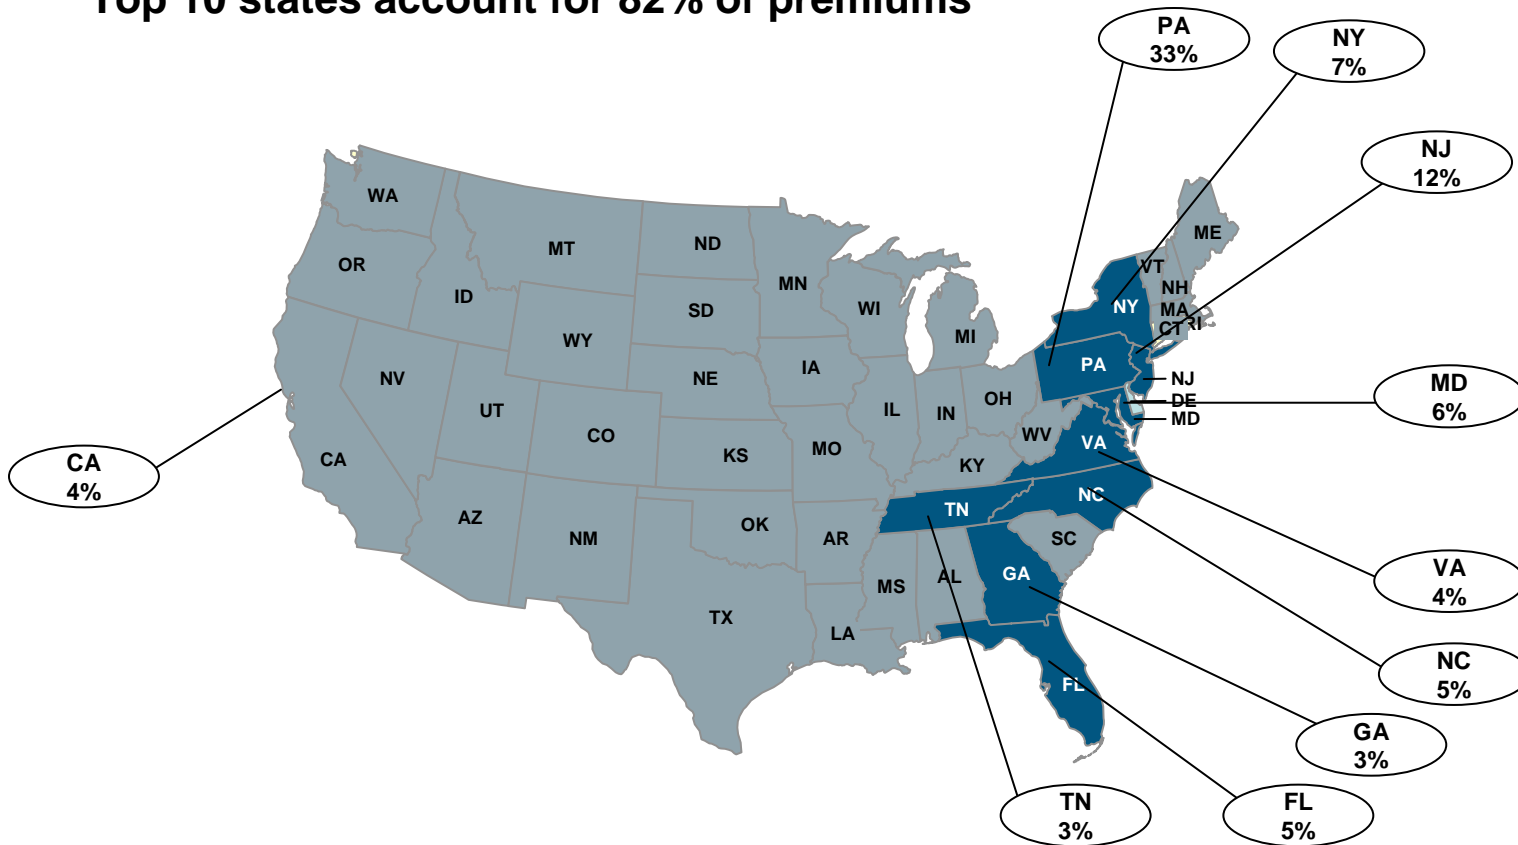 Top 10 states account for 82% of premiums
PA
33%
NY
7%
NJ
12%
WA
MT
ND
ME
OR
VT
ID
MN
NH
SD
WI
NY
MA
RI
CT
WY
MI
PA
IA
NV
NE
NJ
MD
6%
UT
OH
DE
IL
IN
MD
CO
WV
VA
MO
KS
CA
KY
CA
4%
NC
TN
AZ
OK
NM
AR
SC
VA
4%
GA
AL
MS
TX
LA
NC
5%
FL
GA
3%
TN
3%
FL
5%